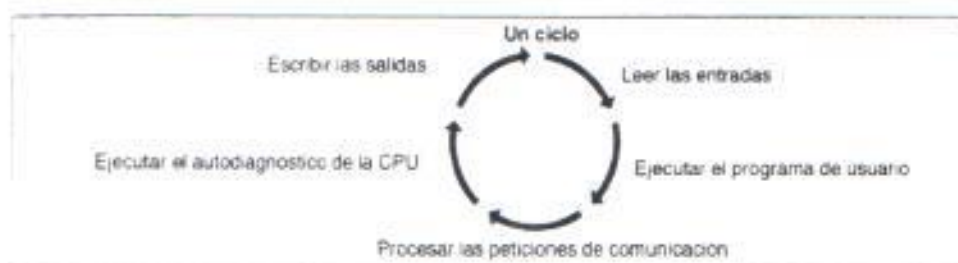 Un ciclo
Leer las entradas
Ejecutar el programa de usuario
Procesar las peticiones de comunicación
Ejecutar el autodiagnostico de la CPU
Escribir las salidas